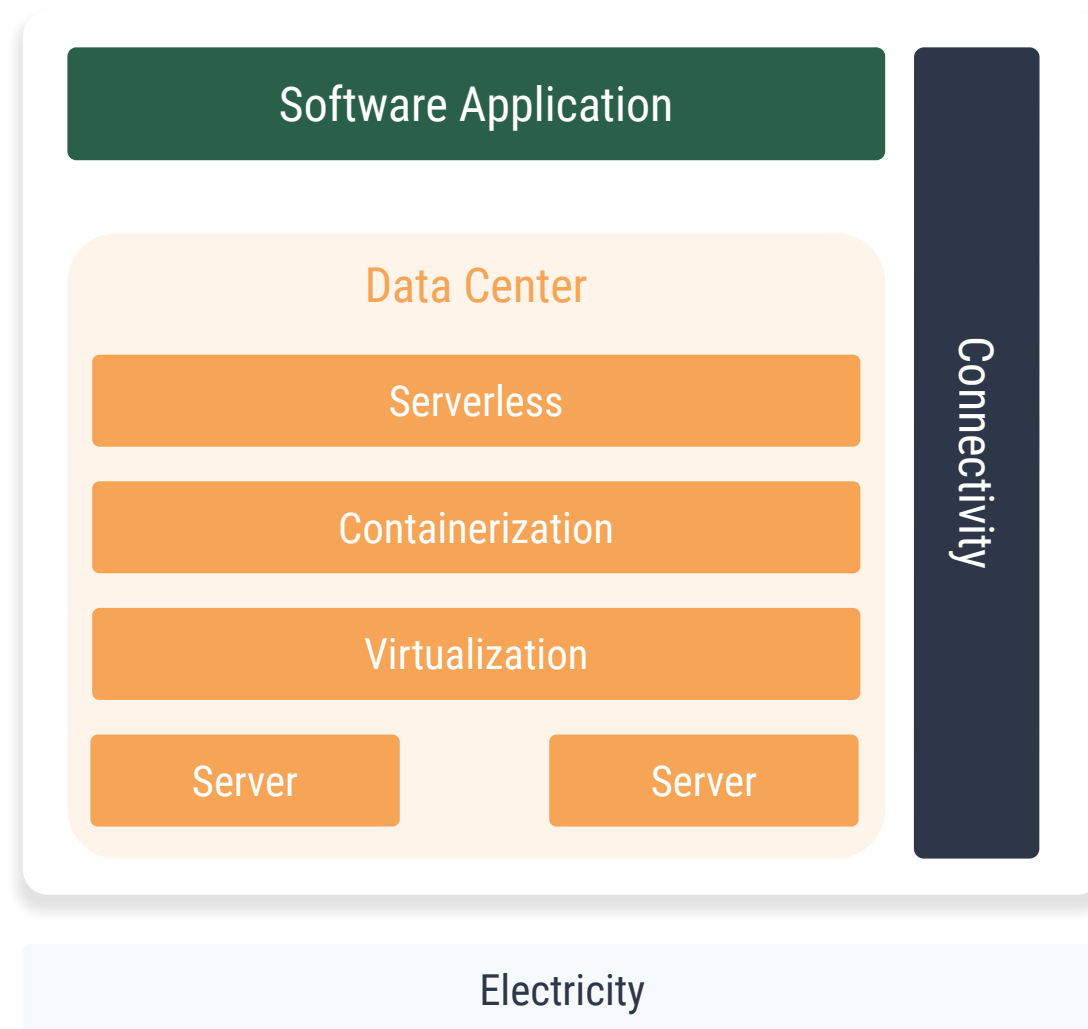 Software Application
Data Center
Serverless
Containerization
Virtualization
Server
Server
Connectivity
Electricity